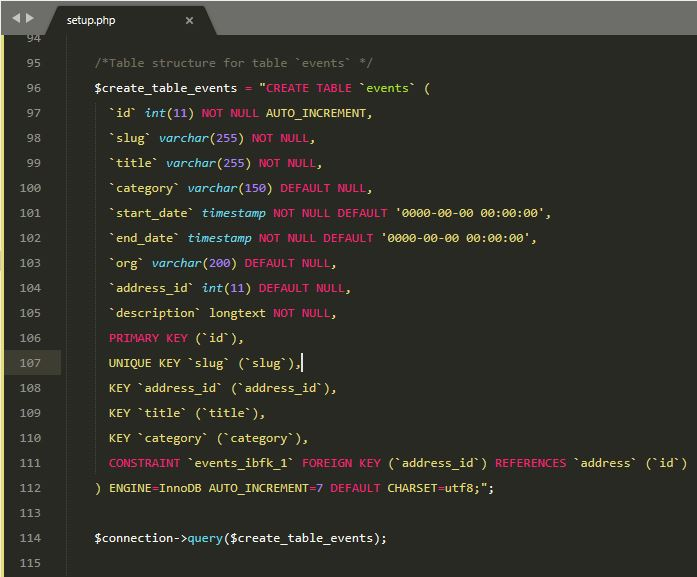 setup.php
94
95 /*Table structure for table `events` */
96 $create_table_events = "CREATE TABLE `events` (
97 `id` int(11) NOT NULL AUTO_INCREMENT,
98 `slug` varchar(255) NOT NULL,
99 `title` varchar(255) NOT NULL,
100 `category` varchar(150) DEFAULT NULL,
101 `start_date` timestamp NOT NULL DEFAULT '0000-00-00 00:00:00',
102 `end_date` timestamp NOT NULL DEFAULT '0000-00-00 00:00:00',
103 `org` varchar(200) DEFAULT NULL,
104 `address_id` int(11) DEFAULT NULL,
105 `description` longtext NOT NULL,
106 PRIMARY KEY (`id`),
107 UNIQUE KEY `slug` (`slug`),
108 KEY `address_id` (`address_id`),
109 KEY `title` (`title`),
110 KEY `category` (`category`),
111 CONSTRAINT `events_ibfk_1` FOREIGN KEY (`address_id`) REFERENCES `address` (`id`)
112 ) ENGINE=InnoDB AUTO_INCREMENT=7 DEFAULT CHARSET=utf8;";
113
114 $connection->query($create_table_events);
115